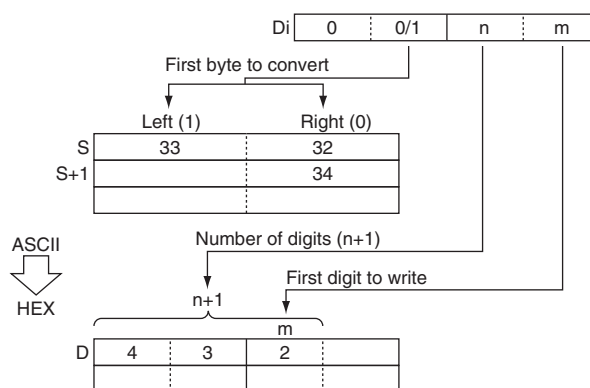 Di 0 0/1 n m
First byte to convert
Left (1) Right (0)
S 33 32
S+1 34
Number of digits (n+1)
ASCII
First digit to write
HEX
n+1
m
D 4 3 2